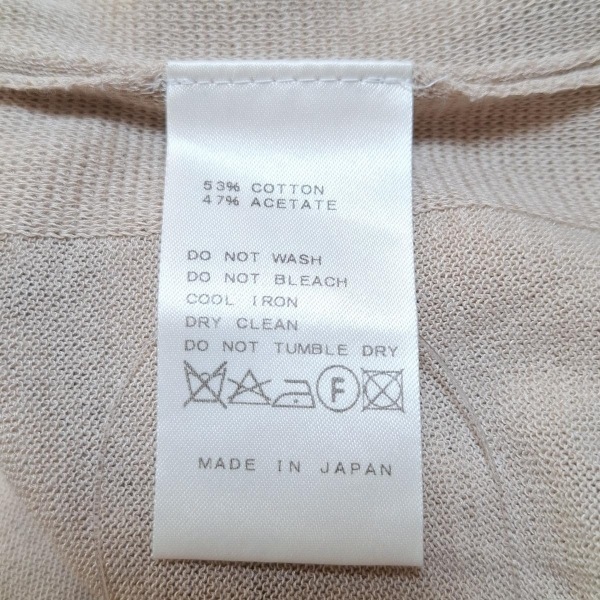 53% COTTON
47% ACETATE
DO NOT WASH
DO NOT BLEACH
COOL IRON
DRY CLEAN
DO NOT TUMBLE DRY
F
MADE IN JAPAN